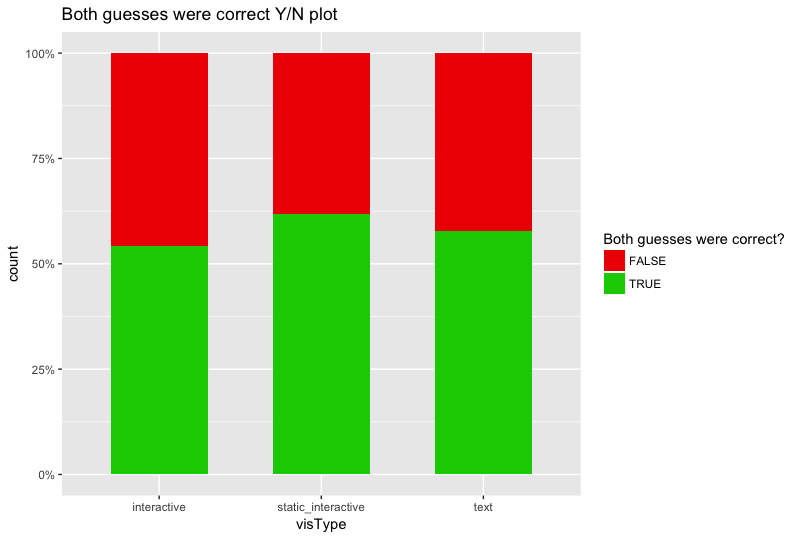 Both guesses were correct Y/N plot
100%
75%
50%
25%
0%
count
interactive
static_interactive
text
visType
Both guesses were correct?
FALSE
TRUE